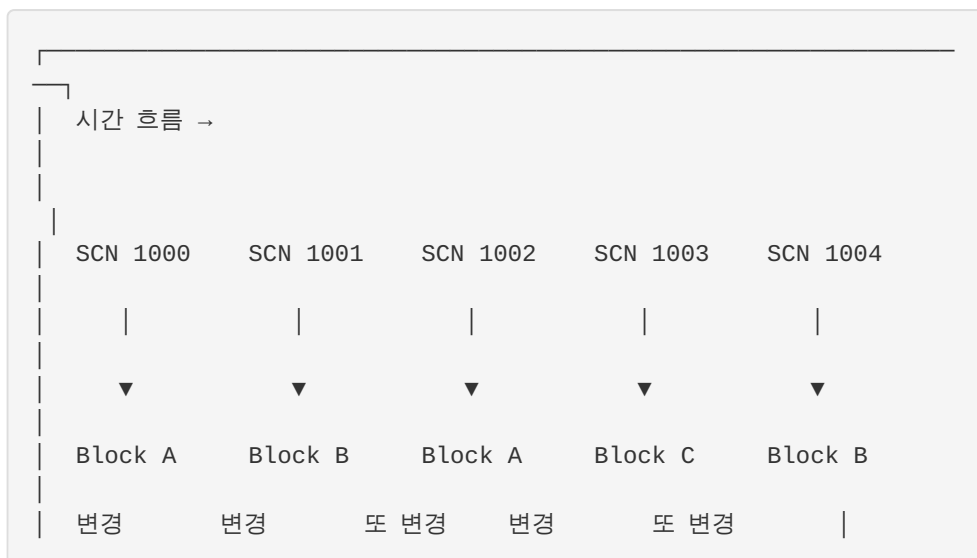 시간 흐름 →
SCN 1000 SCN 1001 SCN 1002 SCN 1003 SCN 1004
▼ ▼ ▼ ▼ ▼
Block A Block B Block A Block C Block B
변경 변경 또 변경 변경 또 변경